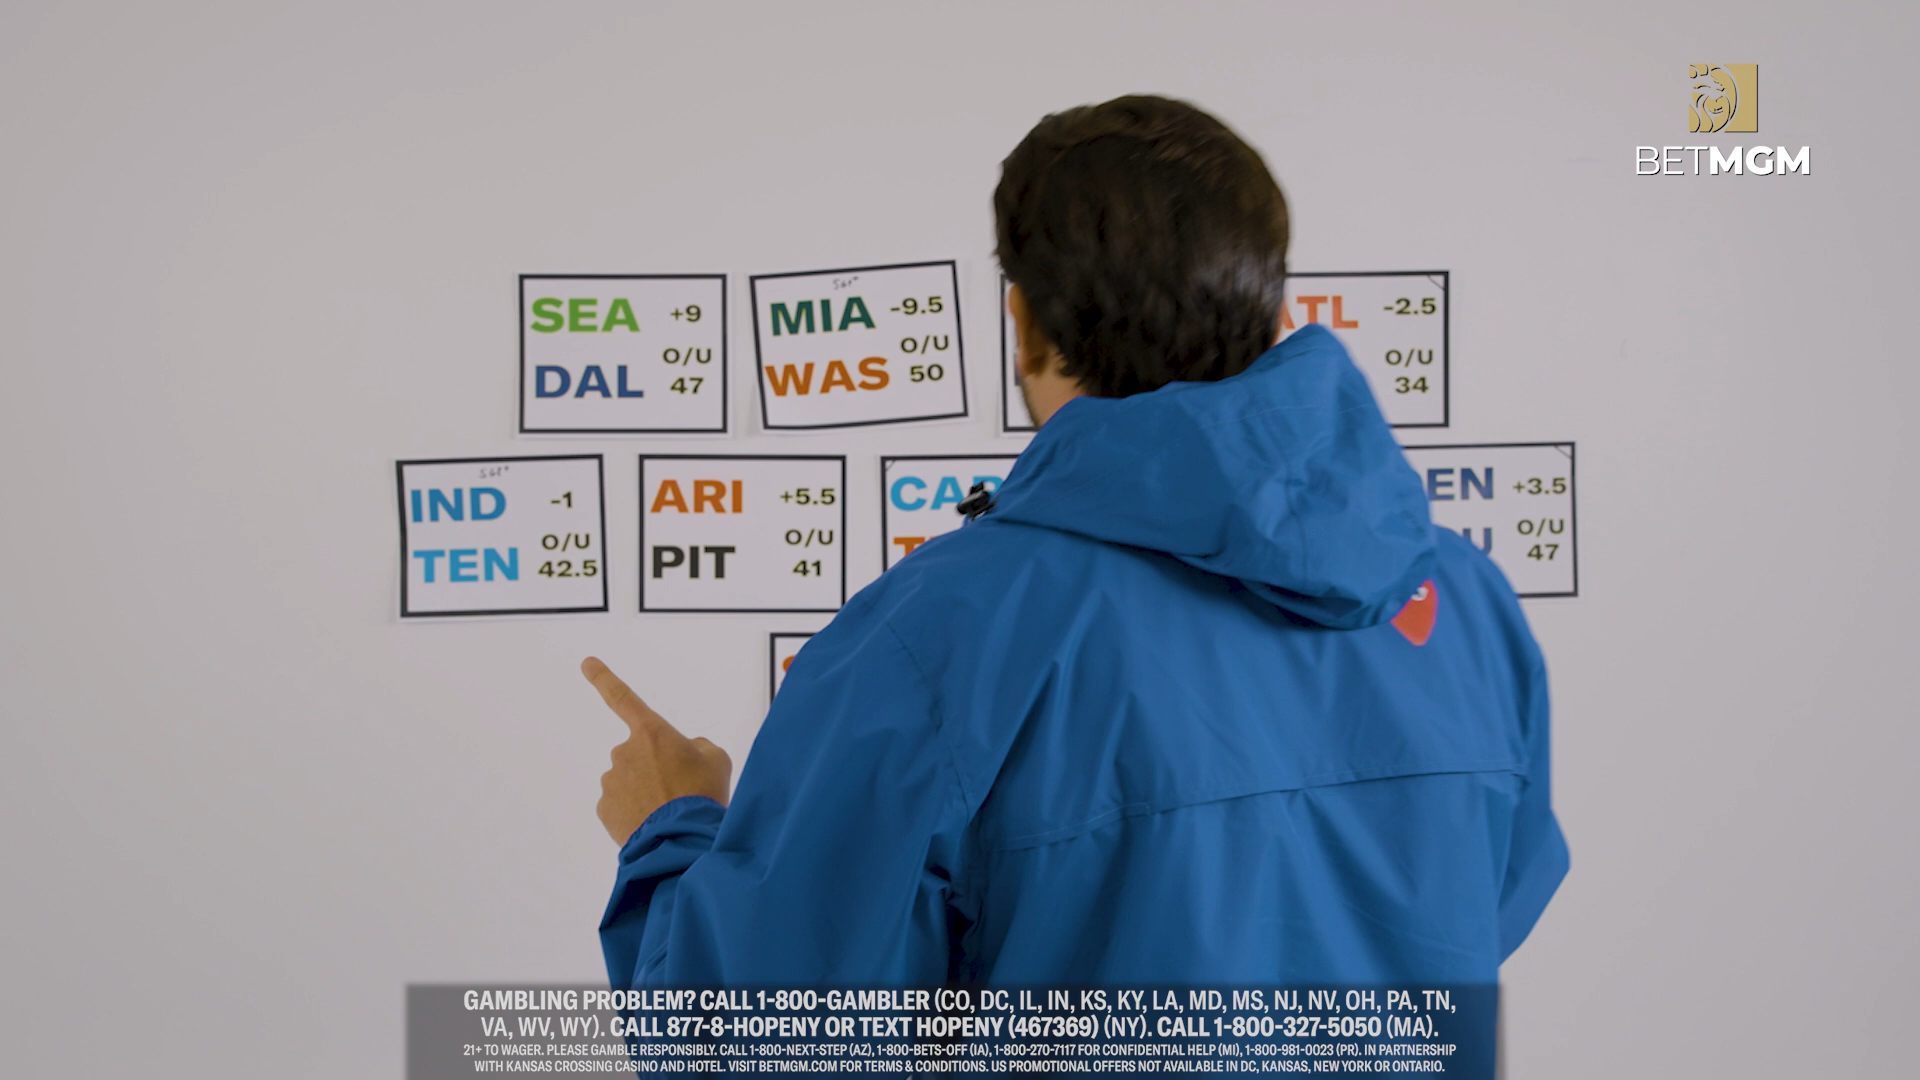 BETMGM
SEA +9
O/U
DAL 47
SGP+
MIA -9.5
O/U
WAS 50
ATL -2.5
O/U
34
SGP+
IND -1
O/U
TEN 42.5
ARI +5.5
O/U
PIT 41
CAR
+3.5
O/U
47
GAMBLING PROBLEM? CALL 1-800-GAMBLER (CO, DC, IL, IN, KS, KY, LA, MD, MS, NJ, NV, OH, PA, TN,
VA, WV, WY). CALL 877-8-HOPENY OR TEXT HOPENY (467369) (NY). CALL 1-800-327-5050 (MA).
21+ TO WAGER. PLEASE GAMBLE RESPONSIBLY. CALL 1-800-NEXT-STEP (AZ), 1-800-BETS-OFF (IA), 1-800-270-7117 FOR CONFIDENTIAL HELP (MI), 1-800-981-0023 (PR). IN PARTNERSHIP
WITH KANSAS CROSSING CASINO AND HOTEL. VISIT BETMGM.COM FOR TERMS & CONDITIONS. US PROMOTIONAL OFFERS NOT AVAILABLE IN DC, KANSAS, NEW YORK OR ONTARIO.